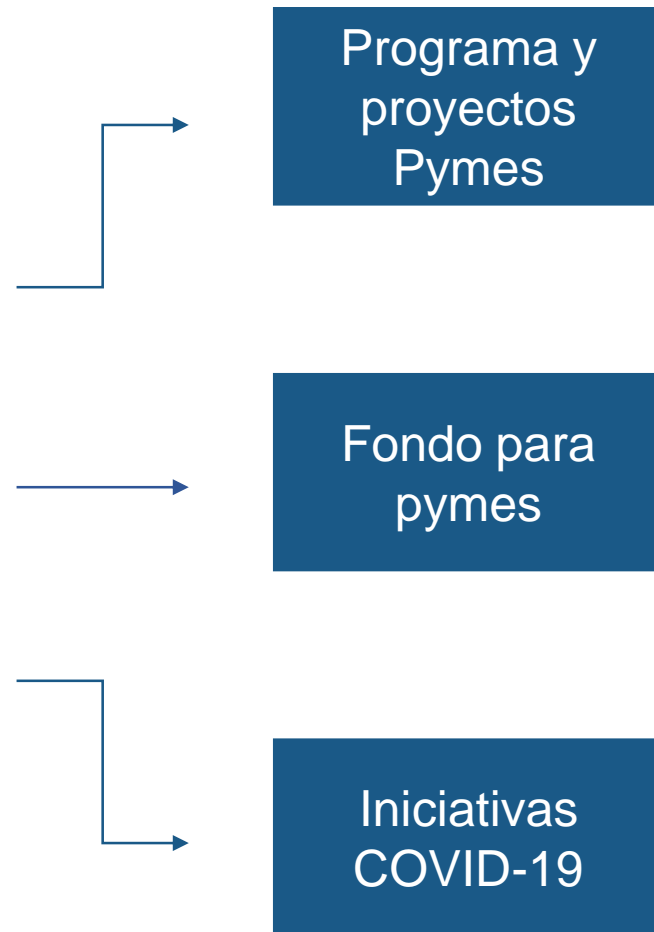 Programa y
proyectos
Pymes
Fondo para
pymes
Iniciativas
COVID-19